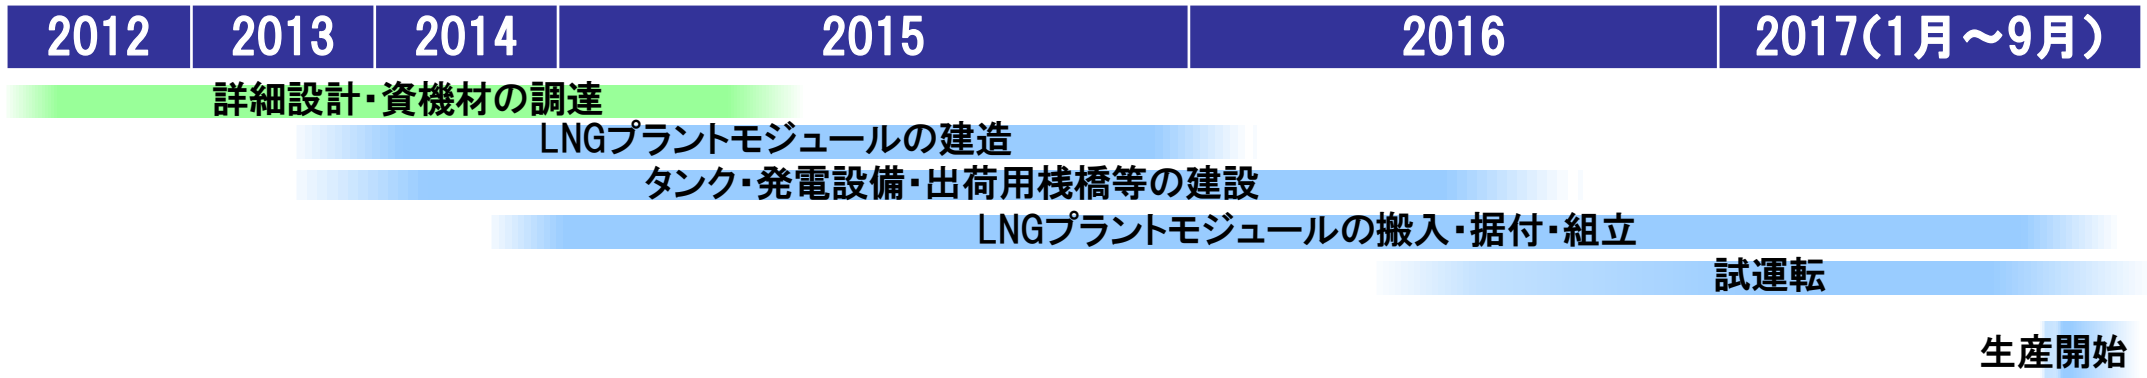 2012 2013 2014 2015 2016 2017(1月～9月)
詳細設計・資機材の調達
LNGプラントモジュールの建造
タンク・発電設備・出荷用桟橋等の建設
LNGプラントモジュールの搬入・据付・組立
試運転
生産開始